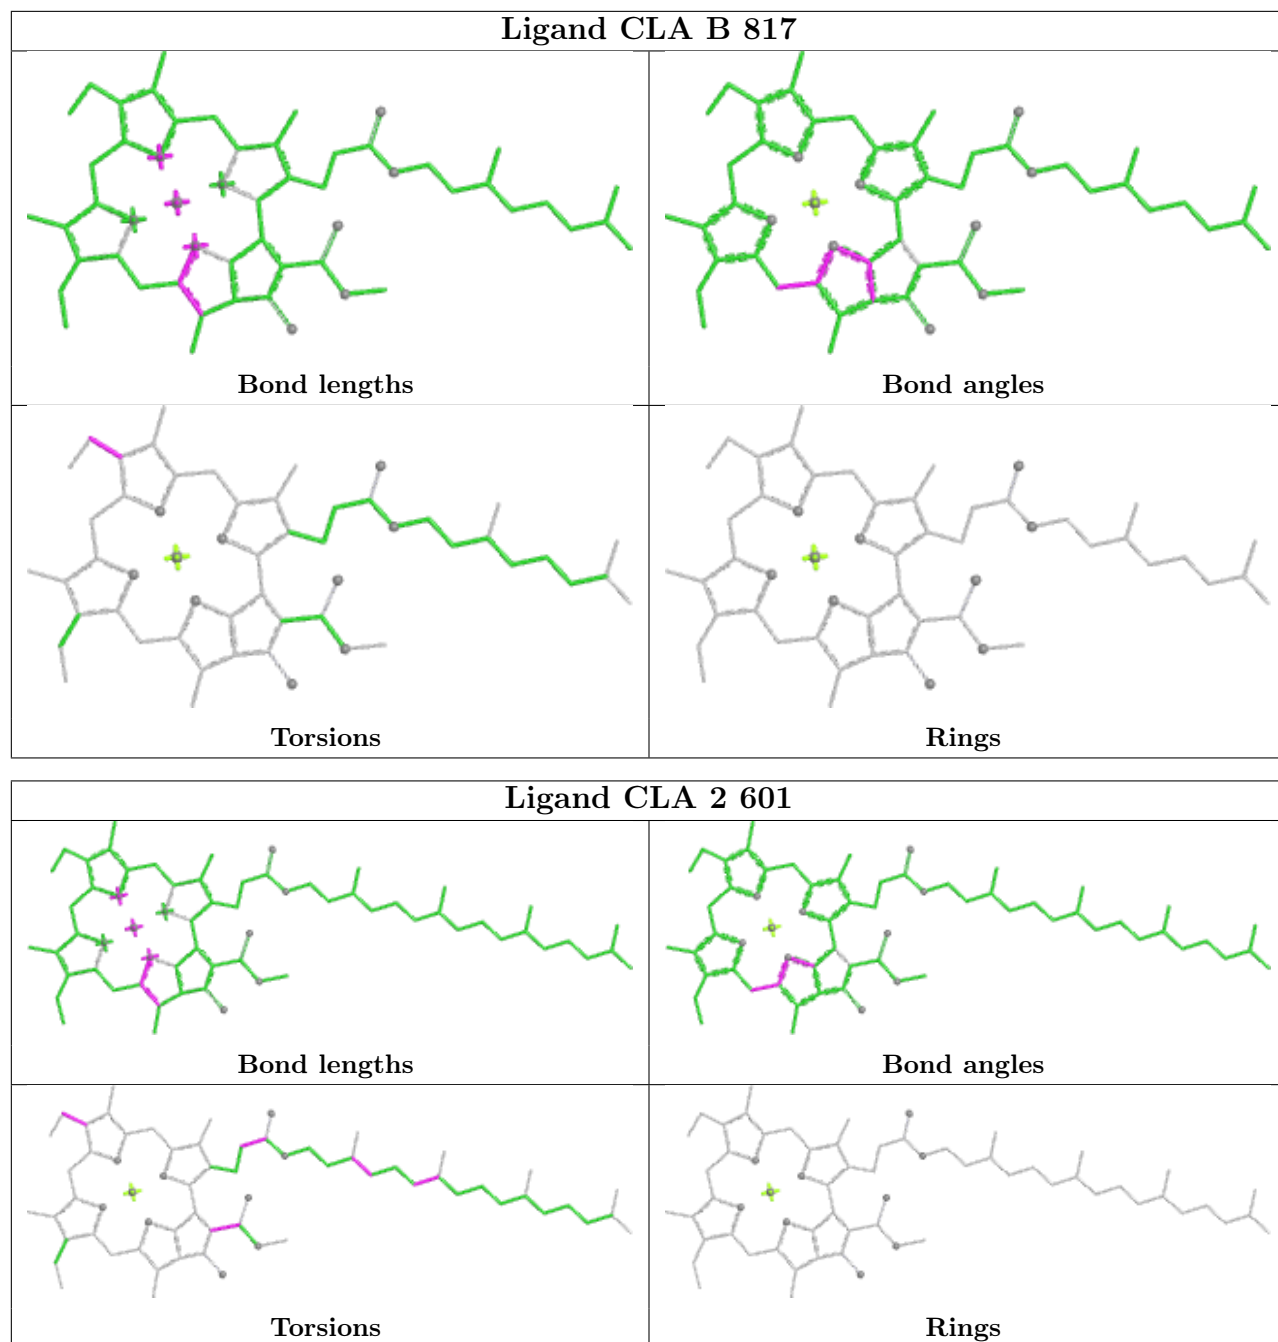 Ligand CLA B 817
Bond lengths
Bond angles
Torsions
Rings
Ligand CLA 2 601
Bond lengths
Bond angles
Torsions
Rings